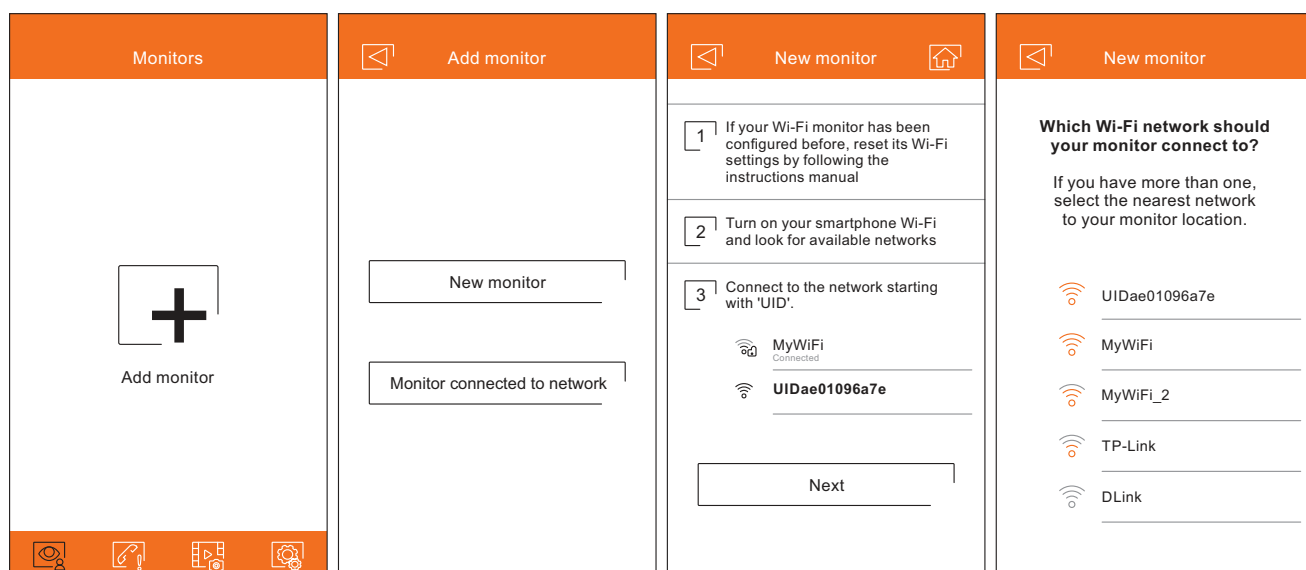 Monitors
Add monitor
Add monitor
New monitor
Monitor connected to network
New monitor
1
If your Wi-Fi monitor has been
configured before, reset its Wi-Fi
settings by following the
instructions manual
2
Turn on your smartphone Wi-Fi
and look for available networks
3
Connect to the network starting
with 'UID'.
MyWiFi
Connected
UIDae01096a7e
Next
New monitor
Which Wi-Fi network should
your monitor connect to?
If you have more than one,
select the nearest network
to your monitor location.
UIDae01096a7e
MyWiFi
MyWiFi_2
TP-Link
DLink